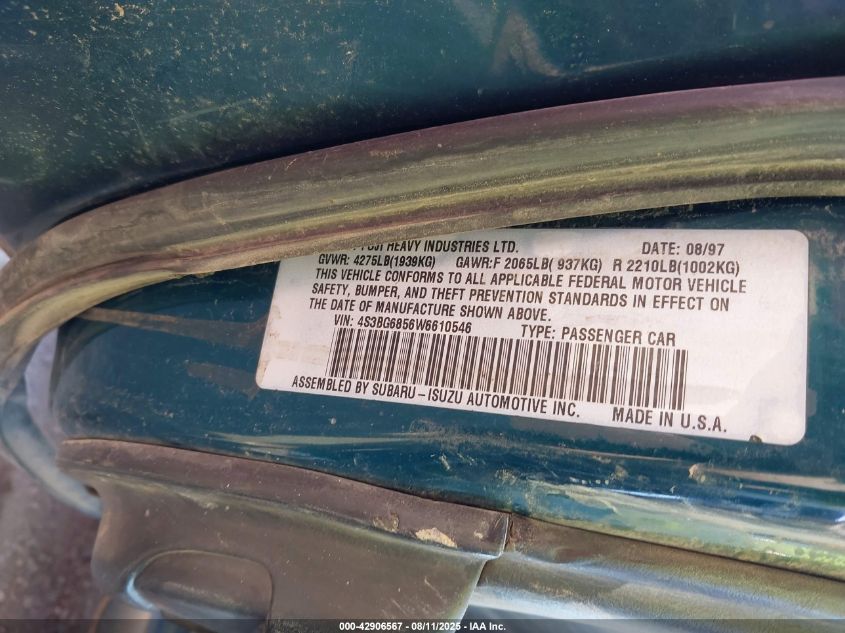 FUJI HEAVY INDUSTRIES LTD. DATE: 08/97
GVWR: 4275LB(1939KG) GAWR:F 2065LB( 937KG) R 2210LB(1002KG)
THIS VEHICLE CONFORMS TO ALL APPLICABLE FEDERAL MOTOR VEHICLE
SAFETY, BUMPER, AND THEFT PREVENTION STANDARDS IN EFFECT ON
THE DATE OF MANUFACTURE SHOWN ABOVE.
VIN: 4S3BG6856W6610546 TYPE: PASSENGER CAR
ASSEMBLED BY SUBARU-ISUZU AUTOMOTIVE INC. MADE IN U.S.A.
000-42906567 - 08/11/2025 - IAA Inc.